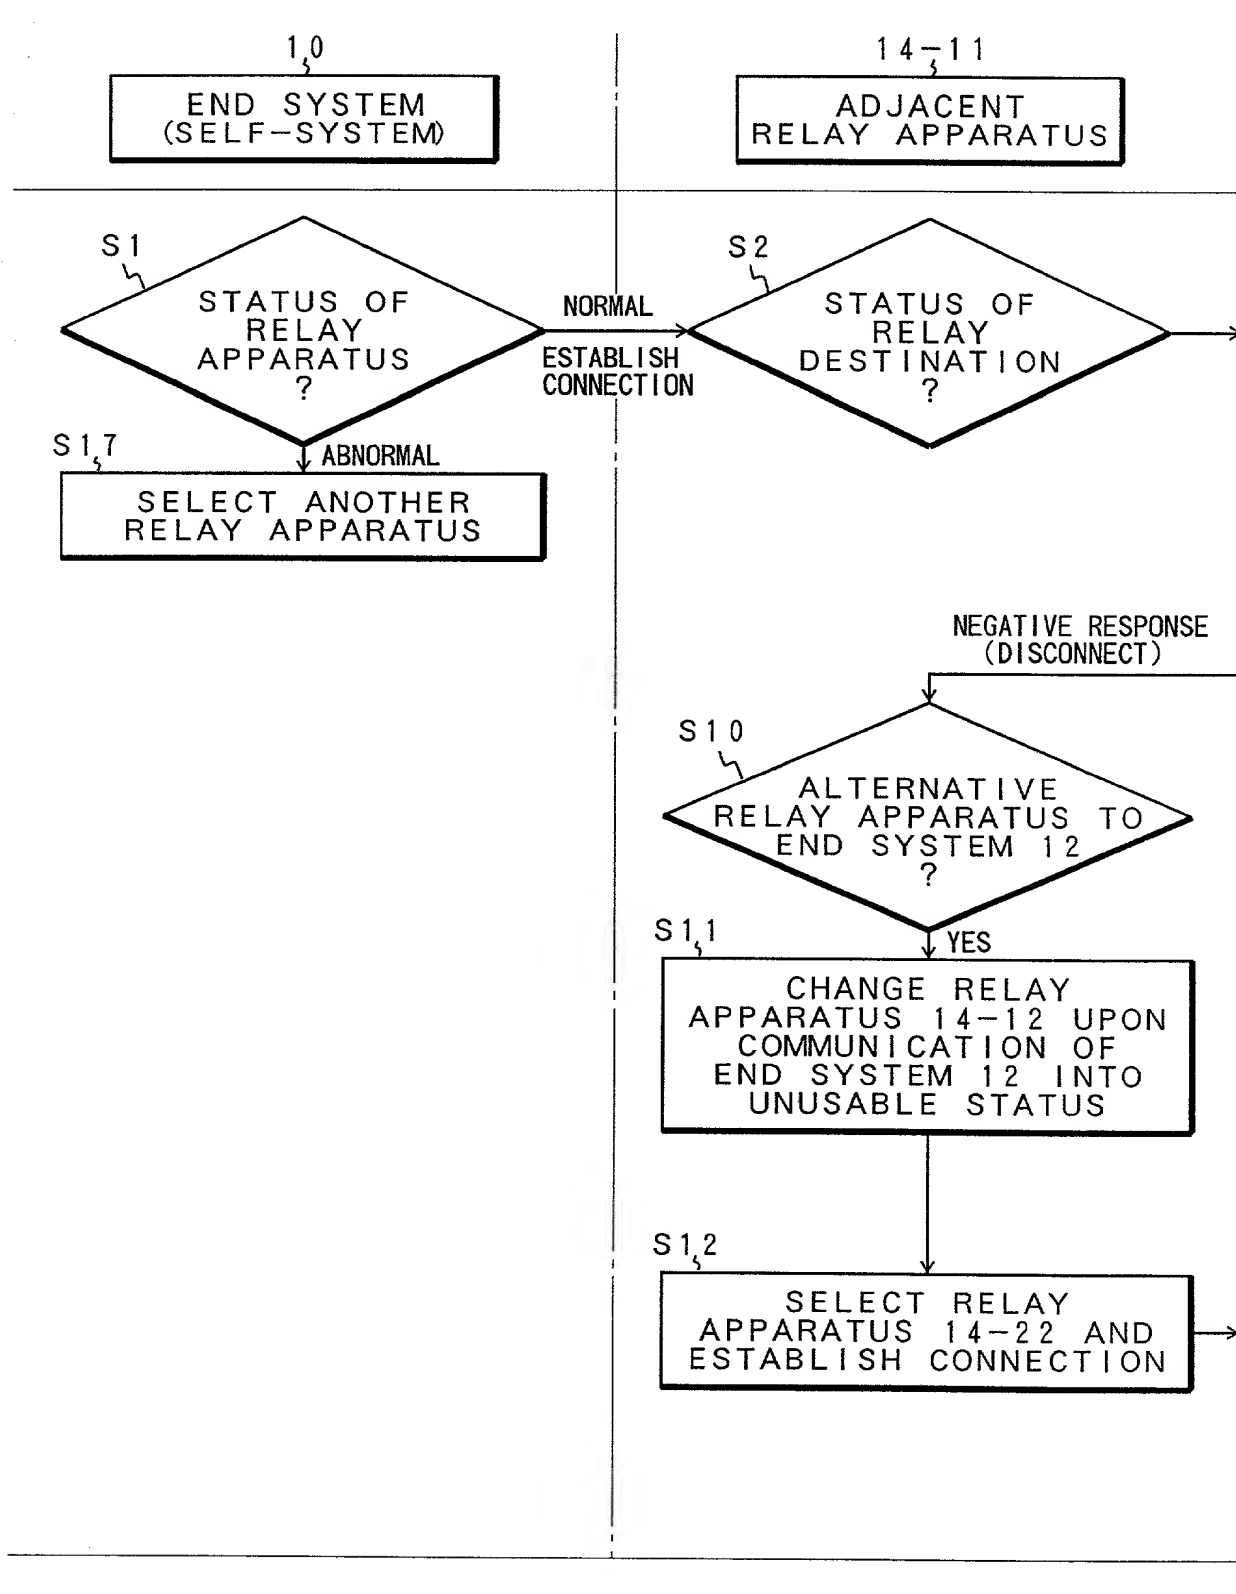 10
END SYSTEM
(SELF-SYSTEM)
14-11
ADJACENT
RELAY APPARATUS
S1
STATUS OF
RELAY
APPARATUS
?
NORMAL
ESTABLISH
CONNECTION
S2
STATUS OF
RELAY
DESTINATION
?
ABNORMAL
S17
SELECT ANOTHER
RELAY APPARATUS
NEGATIVE RESPONSE
(DISCONNECT)
S10
ALTERNATIVE
RELAY APPARATUS TO
END SYSTEM 12
?
YES
S11
CHANGE RELAY
APPARATUS 14-12 UPON
COMMUNICATION OF
END SYSTEM 12 INTO
UNUSABLE STATUS
S12
SELECT RELAY
APPARATUS 14-22 AND
ESTABLISH CONNECTION